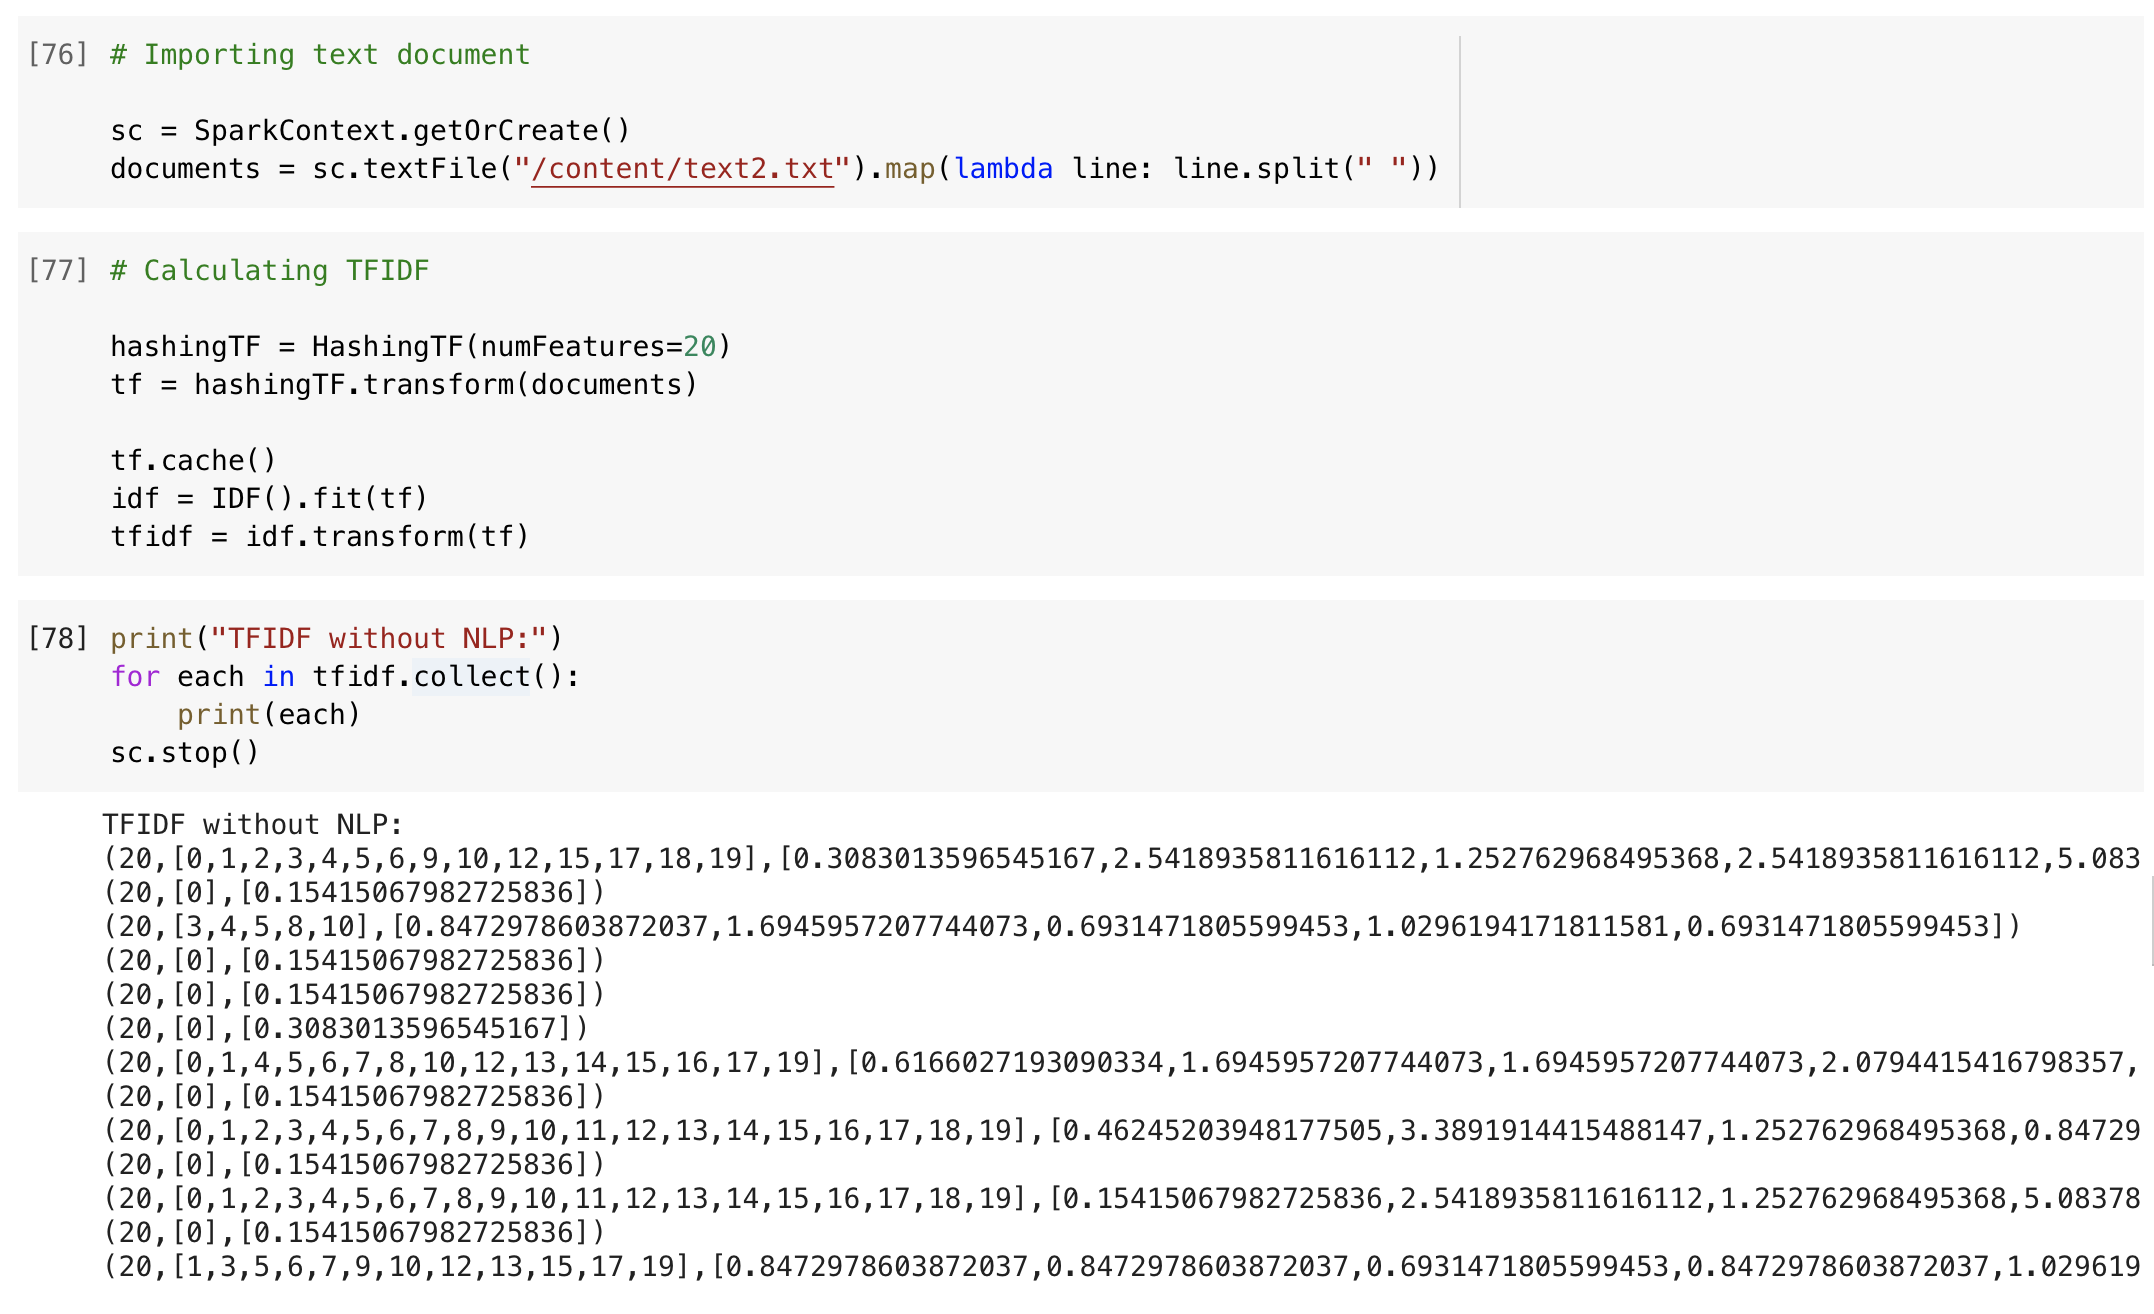 [76] # Importing text document
sc = SparkContext.getOrCreate()
documents = sc.textFile("/content/text2.txt").map(lambda line: line.split(" "))
[77] # Calculating TFIDF
hashingTF = HashingTF(numFeatures=20)
tf = hashingTF.transform(documents)
tf.cache()
idf = IDF().fit(tf)
tfidf = idf.transform(tf)
[78] print("TFIDF without NLP:")
for each in tfidf.collect():
    print(each)
sc.stop()
TFIDF without NLP:
(20,[0,1,2,3,4,5,6,9,10,12,15,17,18,19],[0.3083013596545167,2.5418935811616112,1.252762968495368,2.5418935811616112,5.083
(20,[0],[0.15415067982725836])
(20,[3,4,5,8,10],[0.8472978603872037,1.6945957207744073,0.6931471805599453,1.0296194171811581,0.6931471805599453])
(20,[0],[0.15415067982725836])
(20,[0],[0.15415067982725836])
(20,[0],[0.3083013596545167])
(20,[0,1,4,5,6,7,8,10,12,13,14,15,16,17,19],[0.6166027193090334,1.6945957207744073,1.6945957207744073,2.0794415416798357,
(20,[0],[0.15415067982725836])
(20,[0,1,2,3,4,5,6,7,8,9,10,11,12,13,14,15,16,17,18,19],[0.46245203948177505,3.3891914415488147,1.252762968495368,0.84729
(20,[0],[0.15415067982725836])
(20,[0,1,2,3,4,5,6,7,8,9,10,11,12,13,14,15,16,17,18,19],[0.15415067982725836,2.5418935811616112,1.252762968495368,5.08378
(20,[0],[0.15415067982725836])
(20,[1,3,5,6,7,9,10,12,13,15,17,19],[0.8472978603872037,0.8472978603872037,0.6931471805599453,0.8472978603872037,1.029619